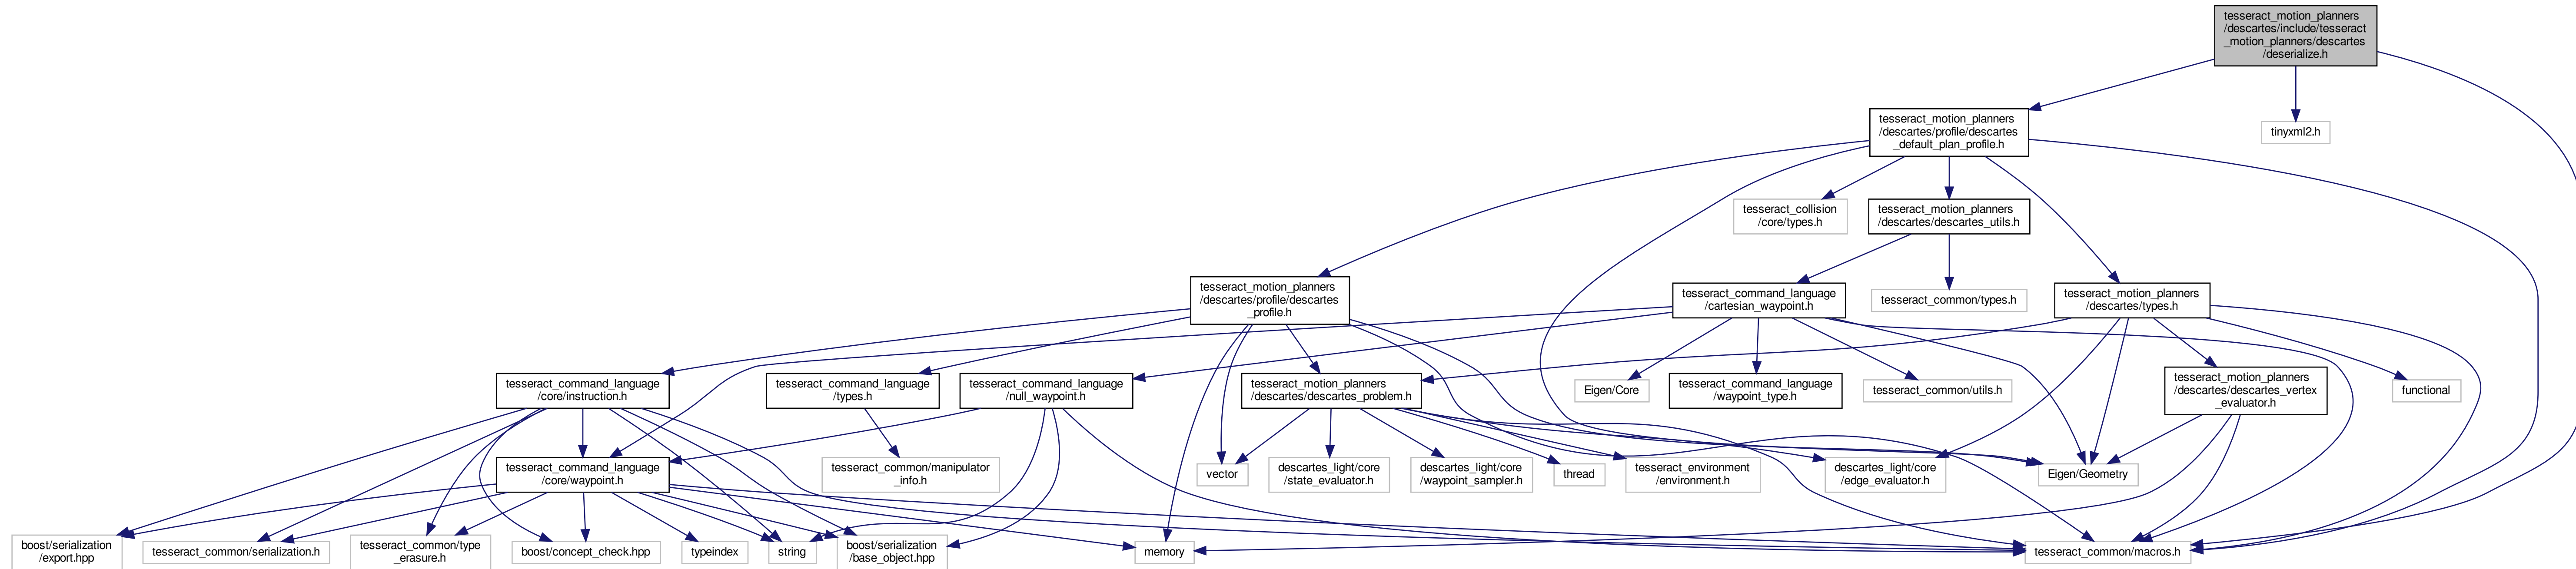 tesseract_motion_planners
/descartes/include/tesseract
_motion_planners/descartes
/deserialize.h
tesseract_motion_planners
/descartes/profile/descartes
_default_plan_profile.h
tinyxml2.h
tesseract_collision
/core/types.h
tesseract_motion_planners
/descartes/descartes_utils.h
tesseract_motion_planners
/descartes/profile/descartes
_profile.h
tesseract_command_language
/cartesian_waypoint.h
tesseract_common/types.h
tesseract_motion_planners
/descartes/types.h
tesseract_command_language
/core/instruction.h
tesseract_command_language
/types.h
tesseract_command_language
/null_waypoint.h
tesseract_motion_planners
/descartes/descartes_problem.h
Eigen/Core
tesseract_command_language
/waypoint_type.h
tesseract_common/utils.h
tesseract_motion_planners
/descartes/descartes_vertex
_evaluator.h
functional
tesseract_command_language
/core/waypoint.h
tesseract_common/manipulator
_info.h
vector
descartes_light/core
/state_evaluator.h
descartes_light/core
/waypoint_sampler.h
thread
tesseract_environment
/environment.h
descartes_light/core
/edge_evaluator.h
Eigen/Geometry
boost/serialization
/export.hpp
tesseract_common/serialization.h
tesseract_common/type
_erasure.h
boost/concept_check.hpp
typeindex
string
boost/serialization
/base_object.hpp
memory
tesseract_common/macros.h